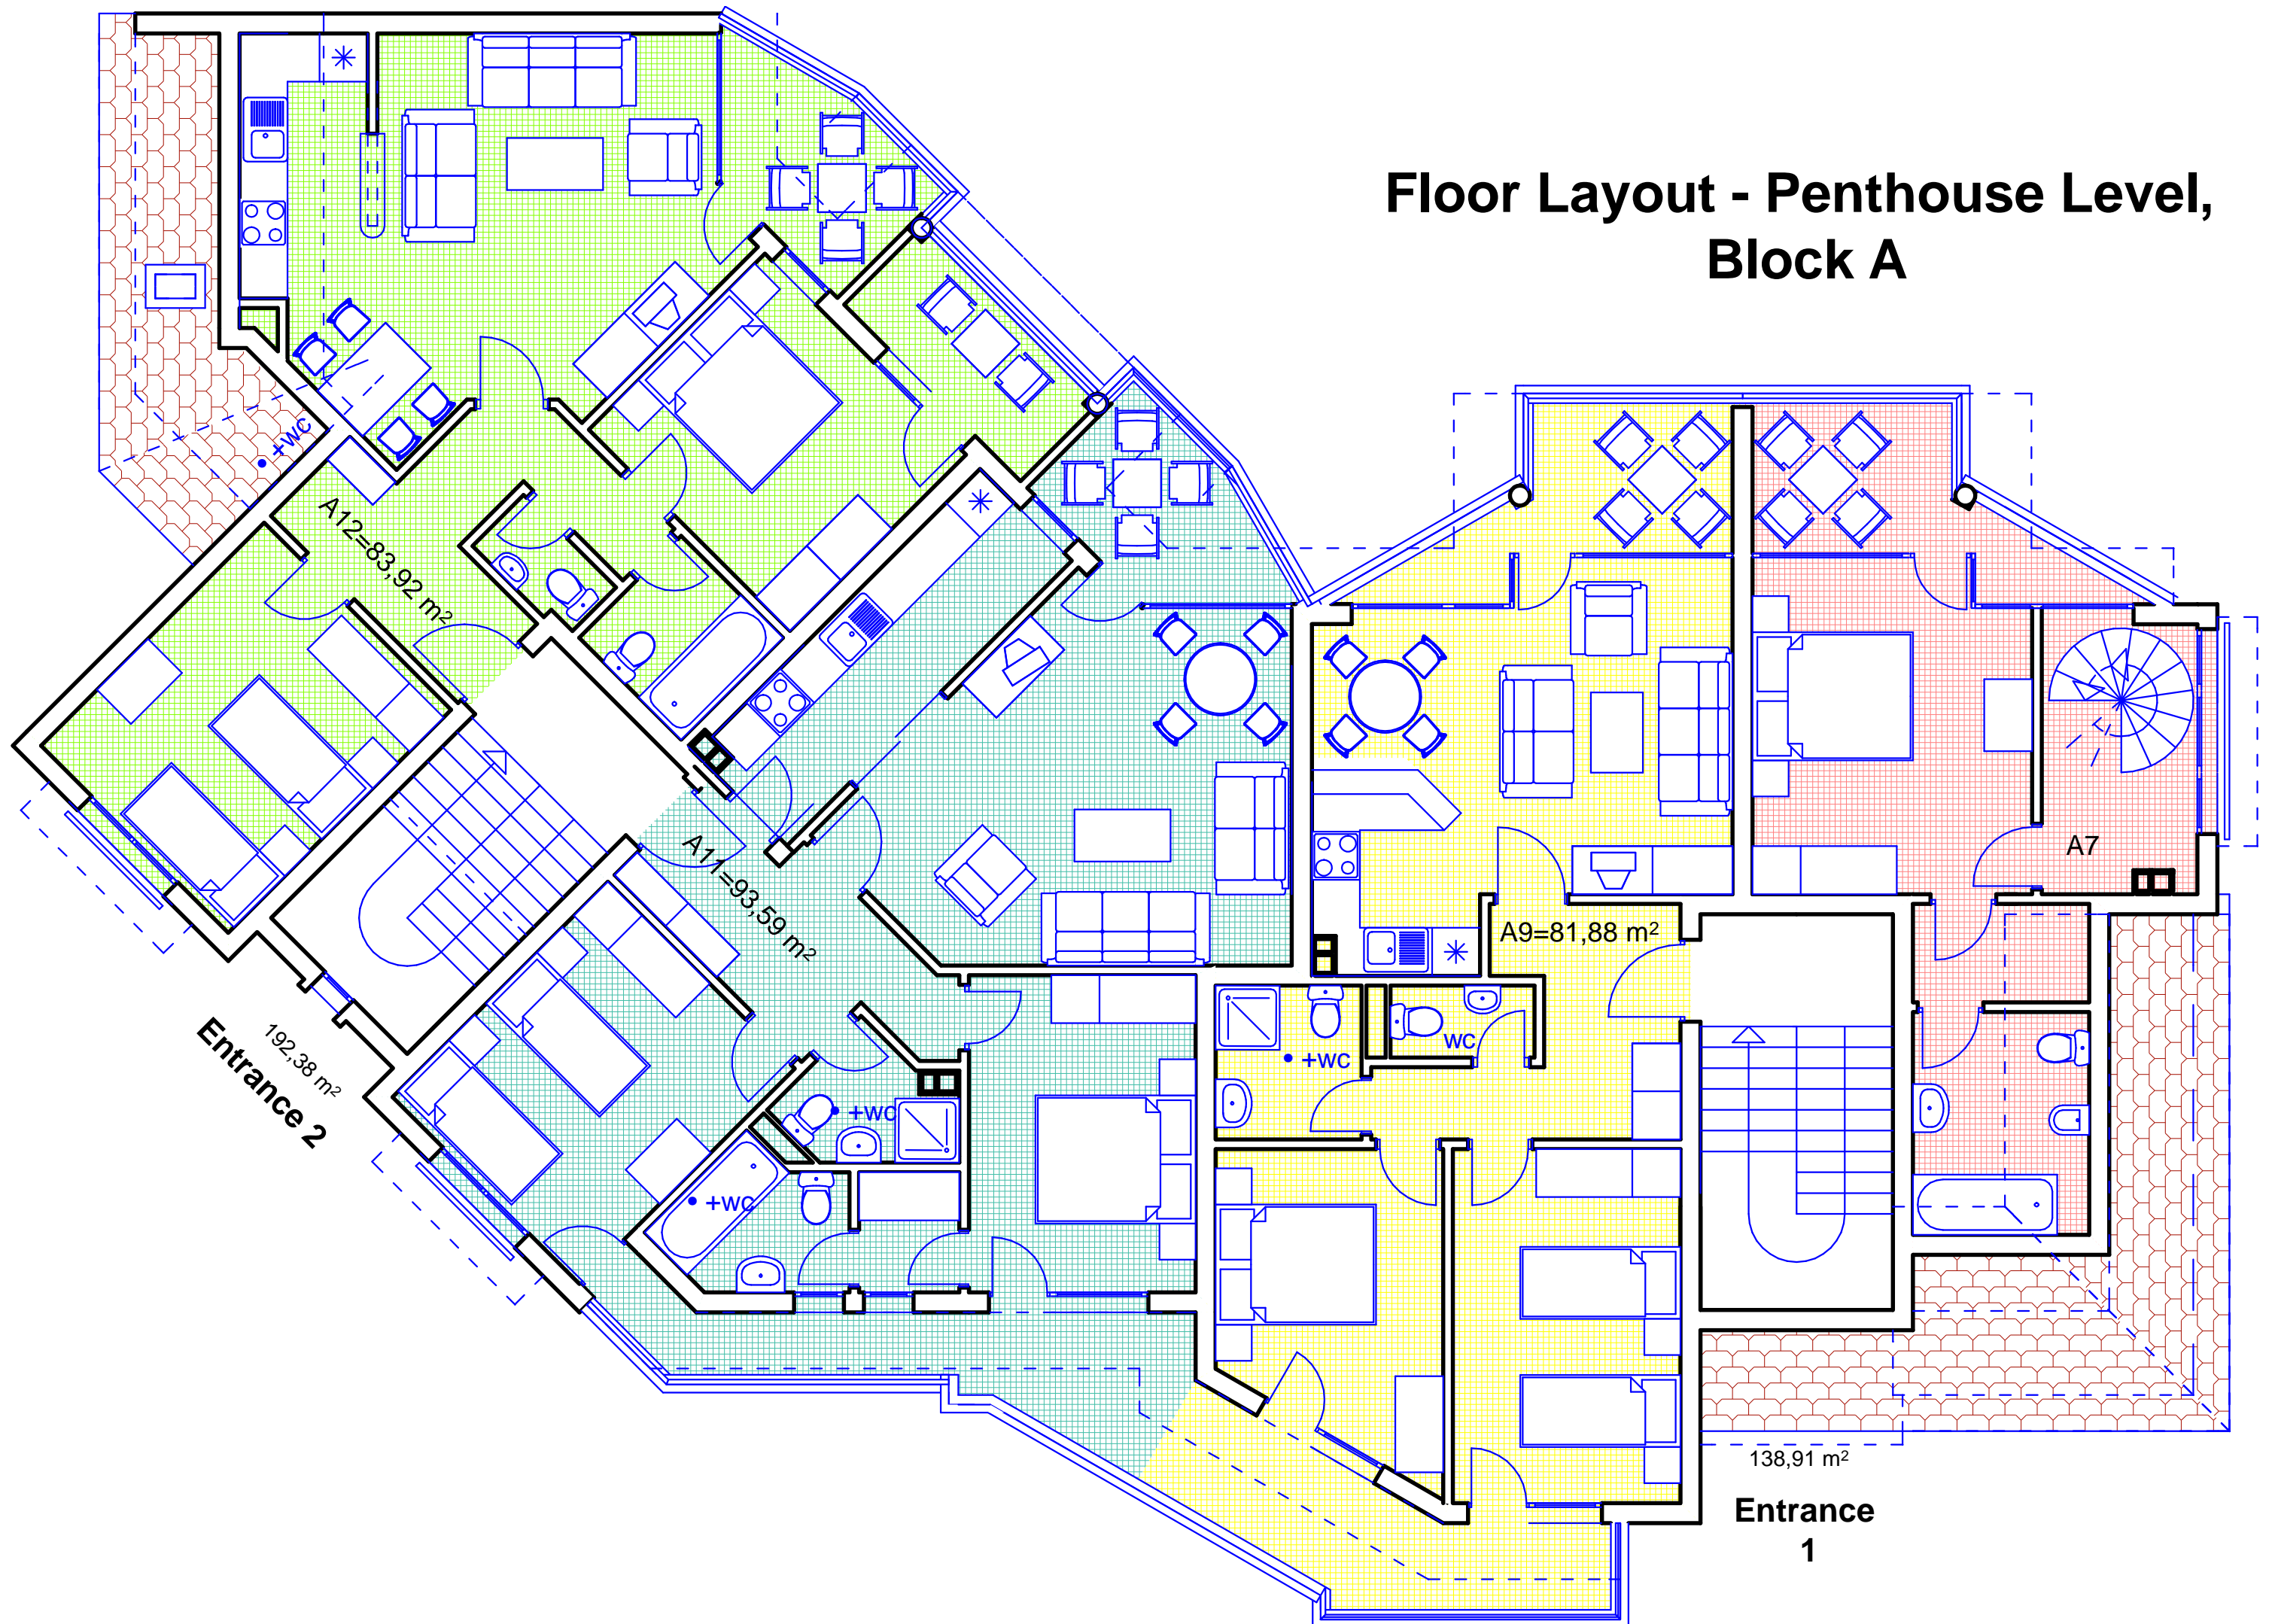 Floor Layout - Penthouse Level,
Block A
+wc
A12=83,92 m²
A11=93,59 m²
A9=81,88 m²
A7
wc
+wc
+wc
+wc
192,38 m²
Entrance 2
138,91 m²
Entrance
1